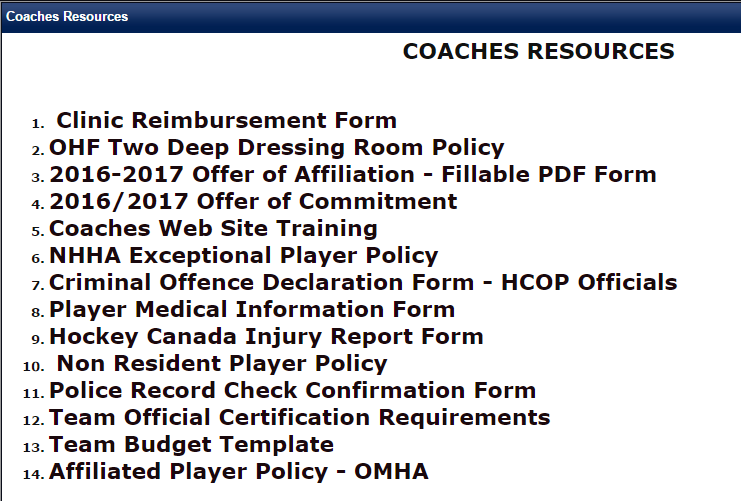 Coaches Resources
COACHES RESOURCES
1. Clinic Reimbursement Form
2. OHF Two Deep Dressing Room Policy
3. 2016-2017 Offer of Affiliation - Fillable PDF Form
4. 2016/2017 Offer of Commitment
5. Coaches Web Site Training
6. NHHA Exceptional Player Policy
7. Criminal Offence Declaration Form - HCOP Officials
8. Player Medical Information Form
9. Hockey Canada Injury Report Form
10. Non Resident Player Policy
11. Police Record Check Confirmation Form
12. Team Official Certification Requirements
13. Team Budget Template
14. Affiliated Player Policy - OMHA